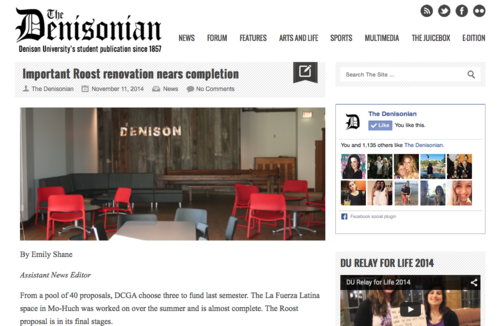 The
Denisonian
Denisan University's student publication since 1857
NEWS FORUM FEATURES ARTS AND LIFE SPORTS MULTIMEDIA THE JUICEBOX E-EDITION
Important Roost renovation nears completion
The Denisonian November 11, 2014 News No Comments
Search The Site ...
DENISON
D
The Denisonian
Like You like this.
You and 1,135 others like The Denisonian.
Facebook social plugin
By Emily Shane
Assistant News Editor
From a pool of 40 proposals, DCGA choose three to fund last semester. The La Fuerza Latina
space in Mo-Huch was worked on over the summer and is almost complete. The Roost
proposal is in its final stages.
DU RELAY FOR LIFE 2014
DU Relay for Life 2014